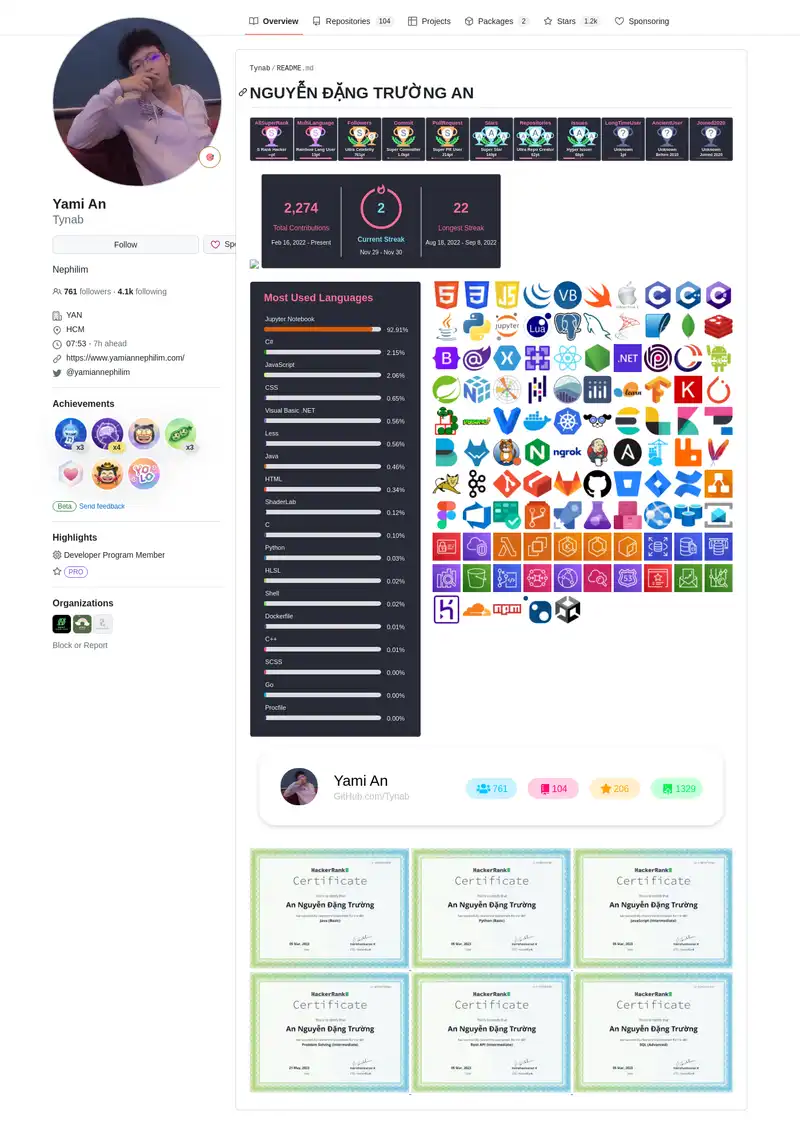 Overview
Repositories 104
Projects
Packages 2
Stars 1.2k
Sponsoring
Yami An
Tynab
Follow
Nephilim
761 followers · 4.1k following
YAN
HCM
07:53 - 7h ahead
https://www.yamiannephilim.com/
@yamiannephilim
Achievements
x3
x4
x3
YOLO
Beta Send feedback
Highlights
Developer Program Member
PRO
Organizations
Block or Report
Tynab/README.md
NGUYỄN ĐẶNG TRƯỜNG AN
AllSuperRank
MultiLanguage
Followers
Commit
PullRequest
Stars
Repositories
Issues
LongTimeUser
AncientUser
Joined2020
S Rank Hacker
Rainbow Lang User
Ultra Celebrity
Super Committer
Super PR User
Super Star
Ultra Repo Creator
Hyper Issuer
Unknown
Unknown
Unknown
2,274
Total Contributions
Feb 16, 2022 - Present
2
Current Streak
Nov 29 - Nov 30
22
Longest Streak
Aug 18, 2022 - Sep 8, 2022
Most Used Languages
Jupyter Notebook
92.91%
C#
2.15%
JavaScript
2.06%
CSS
0.65%
Visual Basic .NET
0.56%
Less
0.56%
Java
0.46%
HTML
0.34%
ShaderLab
0.12%
C
0.10%
Python
0.03%
HLSL
0.02%
Shell
0.02%
Dockerfile
0.01%
C++
0.01%
SCSS
0.00%
Go
0.00%
Procfile
0.00%
JS
VB
jupyter
Lua
.NET
learn
ngrok
npm
Yami An
GitHub.com/Tynab
761
104
206
1329
HackerRank
Certificate
An Nguyễn Đặng Trường
Java (Basic)
HackerRank
Certificate
An Nguyễn Đặng Trường
Python (Basic)
HackerRank
Certificate
An Nguyễn Đặng Trường
JavaScript (Intermediate)
HackerRank
Certificate
An Nguyễn Đặng Trường
Problem Solving (Intermediate)
HackerRank
Certificate
An Nguyễn Đặng Trường
Rest API (Intermediate)
HackerRank
Certificate
An Nguyễn Đặng Trường
SQL (Advanced)